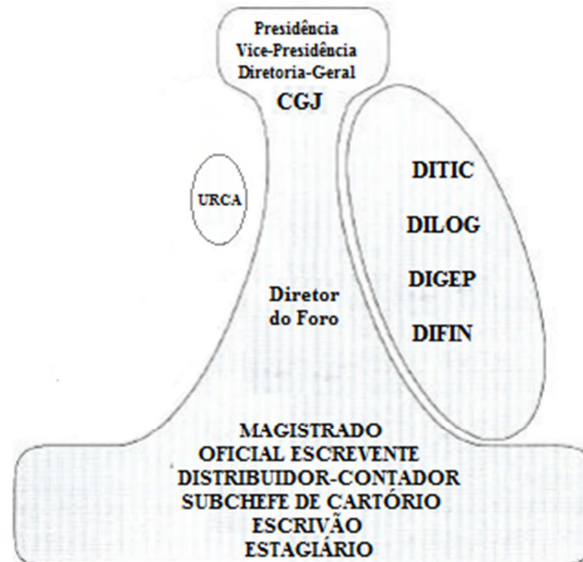 Presidência
Vice-Presidência
Diretoria-Geral
CGJ
URCA
DITIC
DILOG
DIGEP
DIFIN
Diretor
do Foro
MAGISTRADO
OFICIAL ESCREVENTE
DISTRIBUIDOR-CONTADOR
SUBCHEFE DE CARTÓRIO
ESCRIVÃO
ESTAGIÁRIO